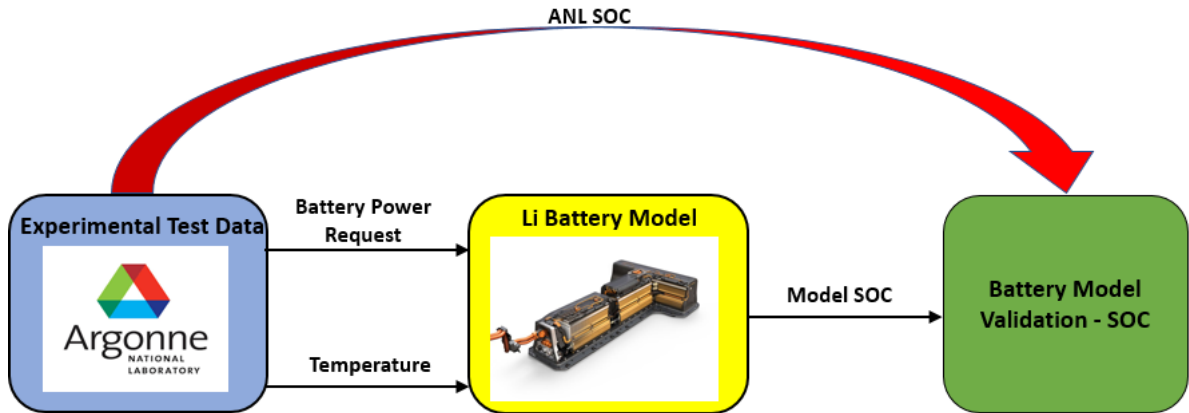 ANL SOC
Experimental Test Data
Argonne
NATIONAL
LABORATORY
Battery Power
Request
Temperature
Li Battery Model
Model SOC
Battery Model
Validation - SOC